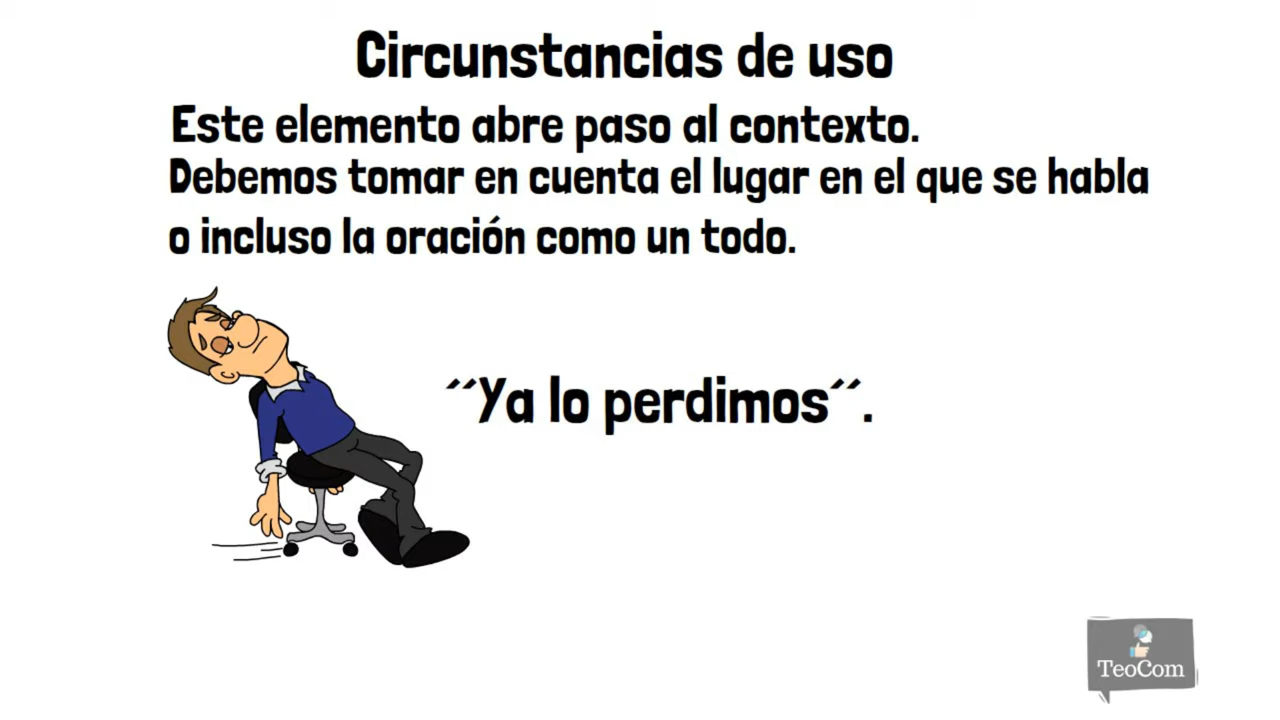 Circunstancias de uso
Este elemento abre paso al contexto.
Debemos tomar en cuenta el lugar en el que se habla
o incluso la oración como un todo.
´´Ya lo perdimos´´.
TeoCom